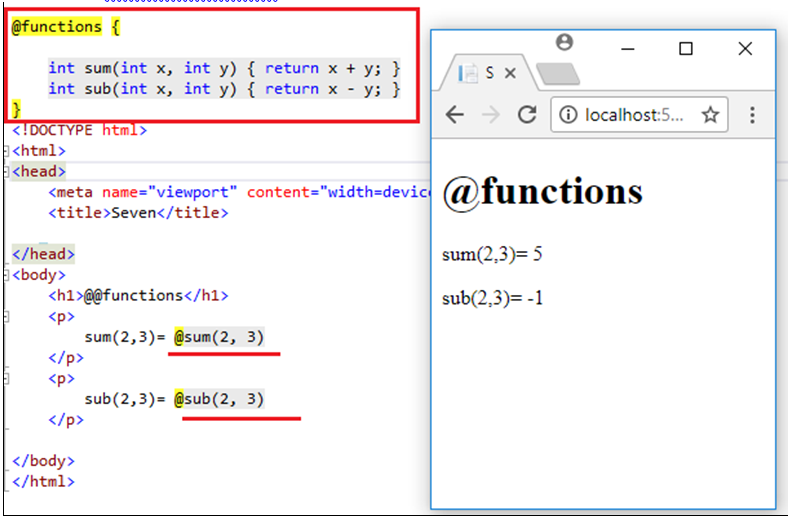 @functions {
int sum(int x, int y) { return x + y; }
int sub(int x, int y) { return x - y; }
}
<!DOCTYPE html>
<html>
<head>
<meta name="viewport" content="width=device
<title>Seven</title>
</head>
<body>
<h1>@@functions</h1>
<p>
sum(2,3)= @sum(2, 3)
</p>
<p>
sub(2,3)= @sub(2, 3)
</p>
</body>
</html>
S
localhost:5...
@functions
sum(2,3)= 5
sub(2,3)= -1